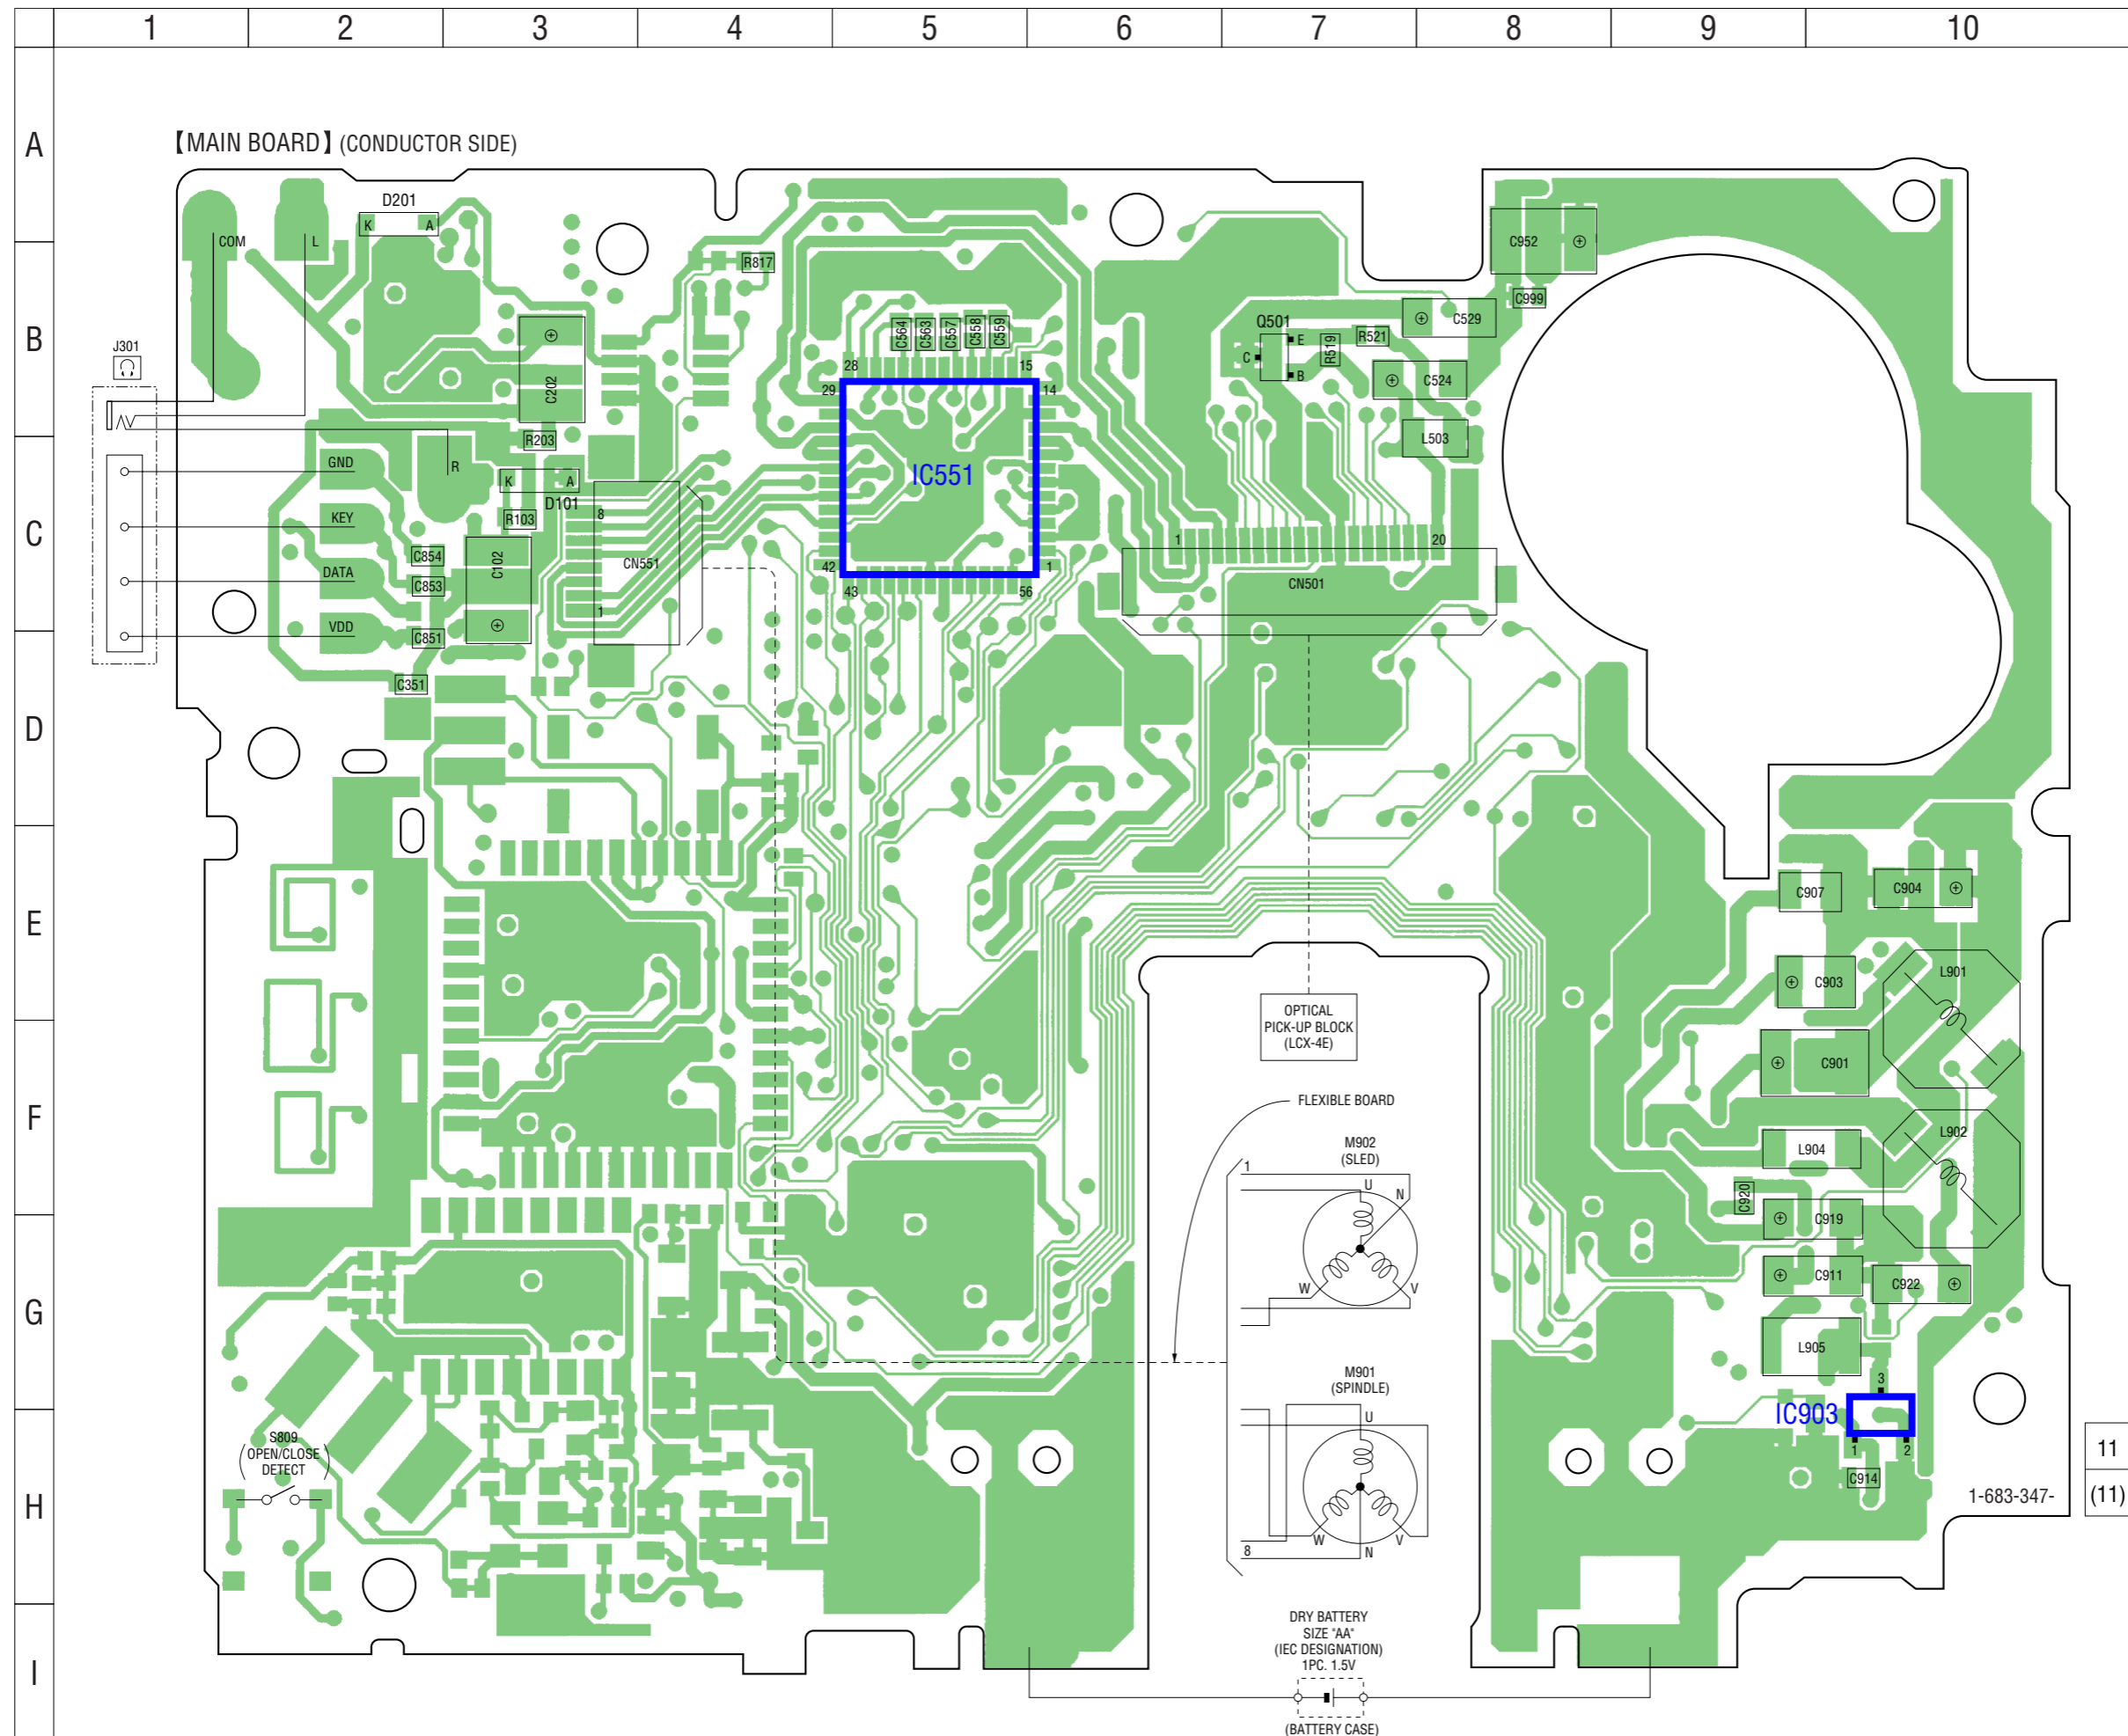 1 2 3 4 5 6 7 8 9 10
A
【MAIN BOARD】(CONDUCTOR SIDE)
D201
K A
COM L
C952
R817
C999
B
C529
Q501
C564 C563 C557 C558 C559
E R521
R519
J301
C
C202
28 15
B
C524
29 14
R203
L503
IC551
GND R
K A
D101
8
R103
KEY
C
1 20
C854
C102
CN551
42 1
DATA
C853
CN501
43 56
1
VDD
C851
C351
D
C907 C904
E
L901
C903
OPTICAL
PICK-UP BLOCK
(LCX-4E)
C901
FLEXIBLE BOARD
F
L902
M902
(SLED)
L904
1
U N
C920
C919
C911
C922
W V
G
L905
M901
(SPINDLE)
3
IC903
U
S809
OPEN/CLOSE
DETECT
1 2
11
C914
1-683-347-
(11)
H
W V
8 N
DRY BATTERY
SIZE "AA"
(IEC DESIGNATION)
1PC. 1.5V
I
(BATTERY CASE)